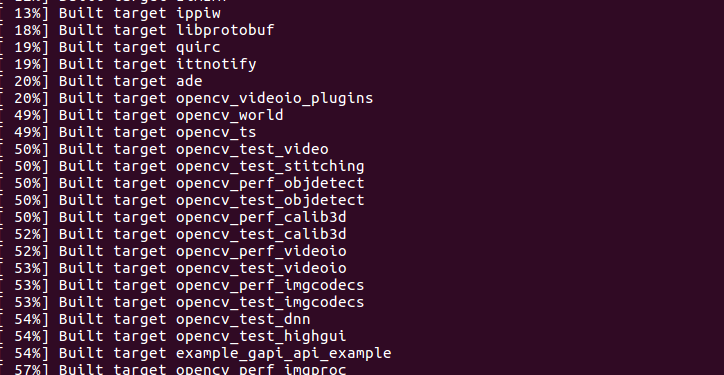 13%] Built target ippiw
[ 18%] Built target libprotobuf
[ 19%] Built target quirc
[ 19%] Built target ittnotify
[ 20%] Built target ade
[ 20%] Built target opencv_videoio_plugins
[ 49%] Built target opencv_world
[ 49%] Built target opencv_ts
[ 50%] Built target opencv_test_video
[ 50%] Built target opencv_test_stitching
[ 50%] Built target opencv_perf_objdetect
[ 50%] Built target opencv_test_objdetect
[ 50%] Built target opencv_perf_calib3d
[ 52%] Built target opencv_test_calib3d
[ 52%] Built target opencv_perf_videoio
[ 53%] Built target opencv_test_videoio
[ 53%] Built target opencv_perf_imgcodecs
[ 53%] Built target opencv_test_imgcodecs
[ 54%] Built target opencv_test_dnn
[ 54%] Built target opencv_test_highgui
[ 54%] Built target example_gapi_api_example
[ 57%] Built target opencv_perf_imgproc